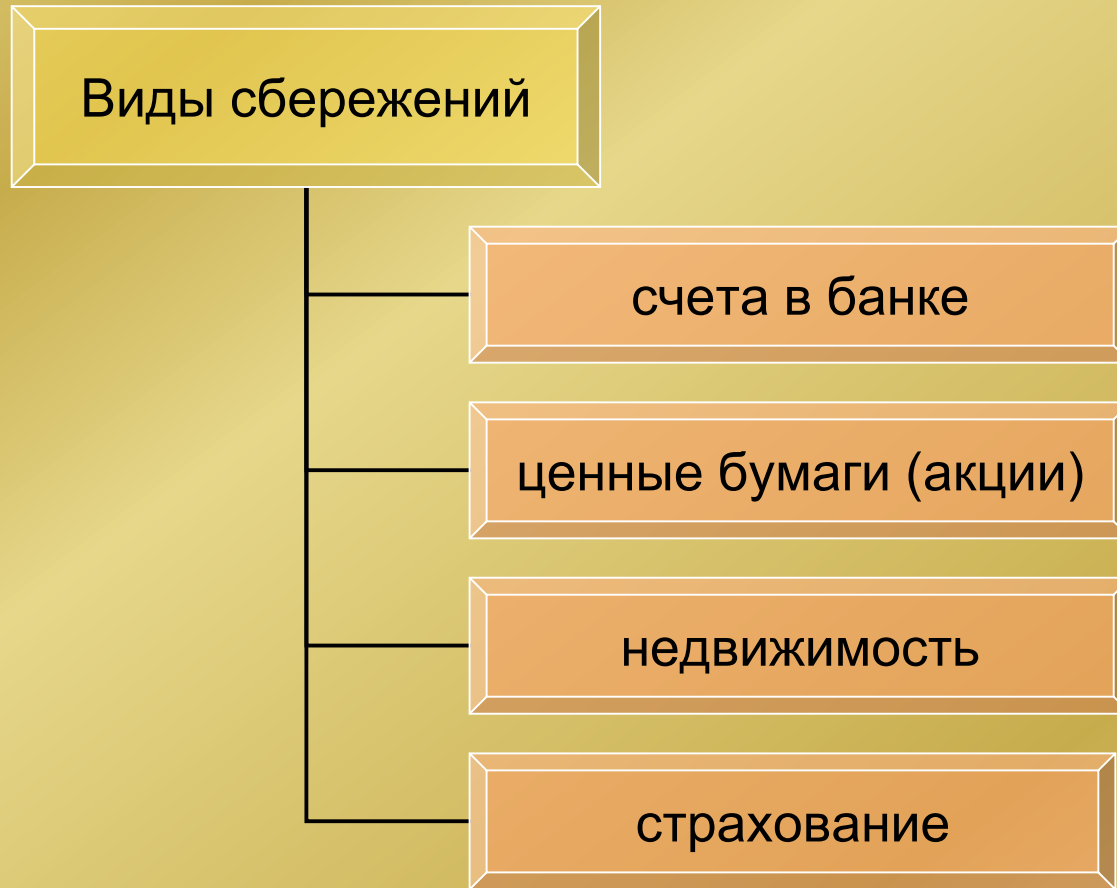 Виды сбережений
счета в банке
ценные бумаги (акции)
недвижимость
страхование